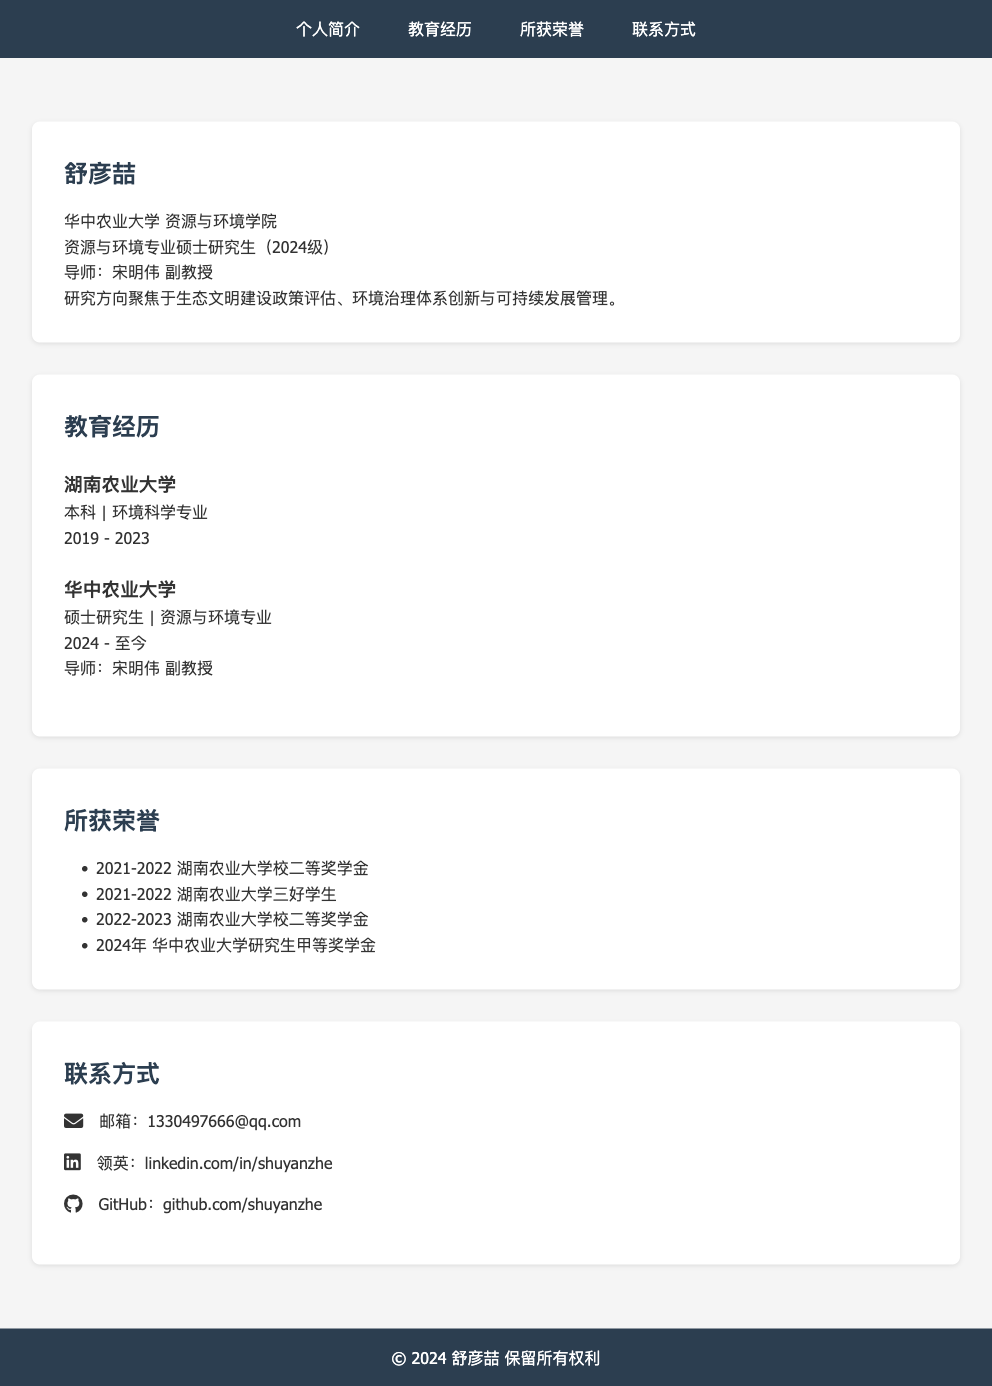 个人简介 教育经历 所获荣誉 联系方式
舒彦喆
华中农业大学 资源与环境学院
资源与环境专业硕士研究生（2024级）
导师：宋明伟 副教授
研究方向聚焦于生态文明建设政策评估、环境治理体系创新与可持续发展管理。
教育经历
湖南农业大学
本科 | 环境科学专业
2019 - 2023
华中农业大学
硕士研究生 | 资源与环境专业
2024 - 至今
导师：宋明伟 副教授
所获荣誉
• 2021-2022 湖南农业大学校二等奖学金
• 2021-2022 湖南农业大学三好学生
• 2022-2023 湖南农业大学校二等奖学金
• 2024年 华中农业大学研究生甲等奖学金
联系方式
邮箱：1330497666@qq.com
领英：linkedin.com/in/shuyanzhe
GitHub：github.com/shuyanzhe
© 2024 舒彦喆 保留所有权利